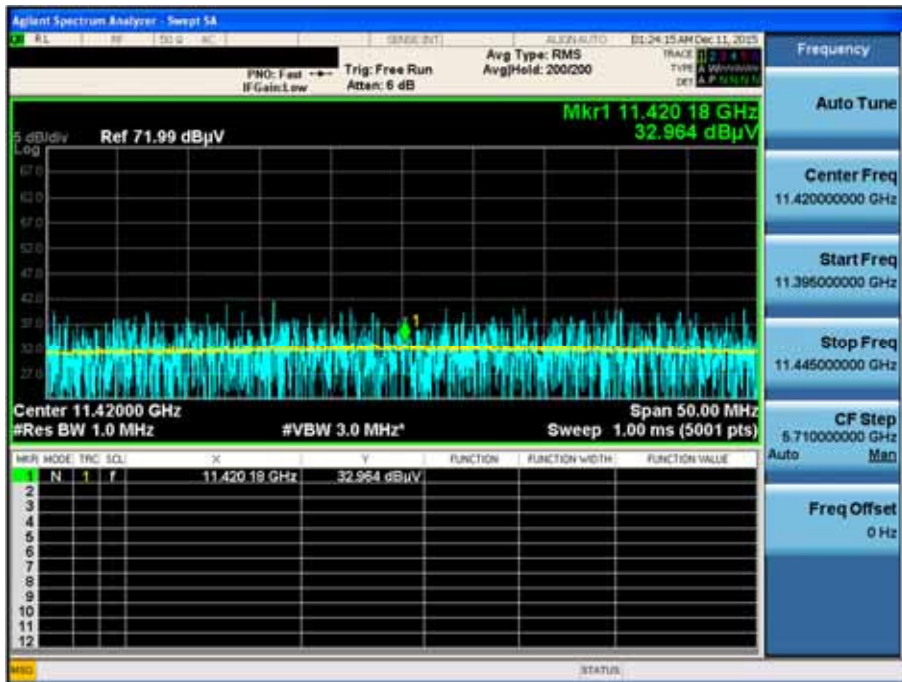 Agilent Spectrum Analyzer - Swept SA
RL RF 50 Ω AC SENSE:INT ALIGN AUTO 01:24:15 AM Dec 11, 2015
PNO: Fast Trig: Free Run Avg Type: RMS TRACE 1 2 3 4 5 6
IFGain:Low Atten: 6 dB Avg|Hold: 200/200 TYPE
DET A P N N N N
Mkr1 11.420 18 GHz
32.964 dBµV
5 dB/div Ref 71.99 dBµV
Log
67.0
62.0
57.0
52.0
47.0
42.0
37.0
32.0
27.0
1
Center 11.42000 GHz Span 50.00 MHz
#Res BW 1.0 MHz #VBW 3.0 MHz* Sweep 1.00 ms (5001 pts)
MKR MODE TRC SCL X Y FUNCTION FUNCTION WIDTH FUNCTION VALUE
1 N 1 f 11.420 18 GHz 32.964 dBµV
2
3
4
5
6
7
8
9
10
11
12
MSG STATUS
Frequency
Auto Tune
Center Freq
11.420000000 GHz
Start Freq
11.395000000 GHz
Stop Freq
11.445000000 GHz
CF Step
5.710000000 GHz
Auto Man
Freq Offset
0 Hz